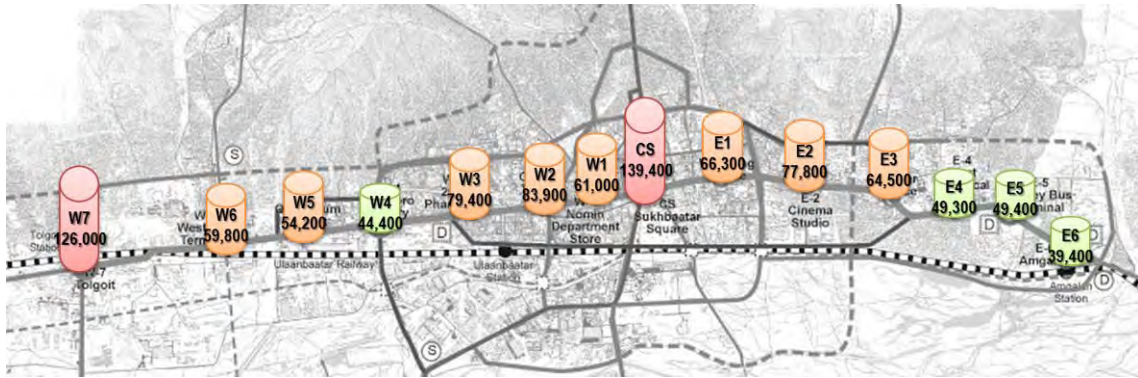 W7
126,000
W6
59,800
W5
54,200
W4
44,400
W3
79,400
W2
83,900
W1
61,000
CS
139,400
E1
66,300
E2
77,800
E3
64,500
E4
49,300
E5
49,400
E6
39,400
S
D
Tolgoit
Nomin
Department
Store
CS
Sukhbaatar
Square
E-2
Cinema
Studio
E-4
D
D
Ulaanbaatar Railway
Ulaanbaatar
Station
Amgalan
Station
D
S